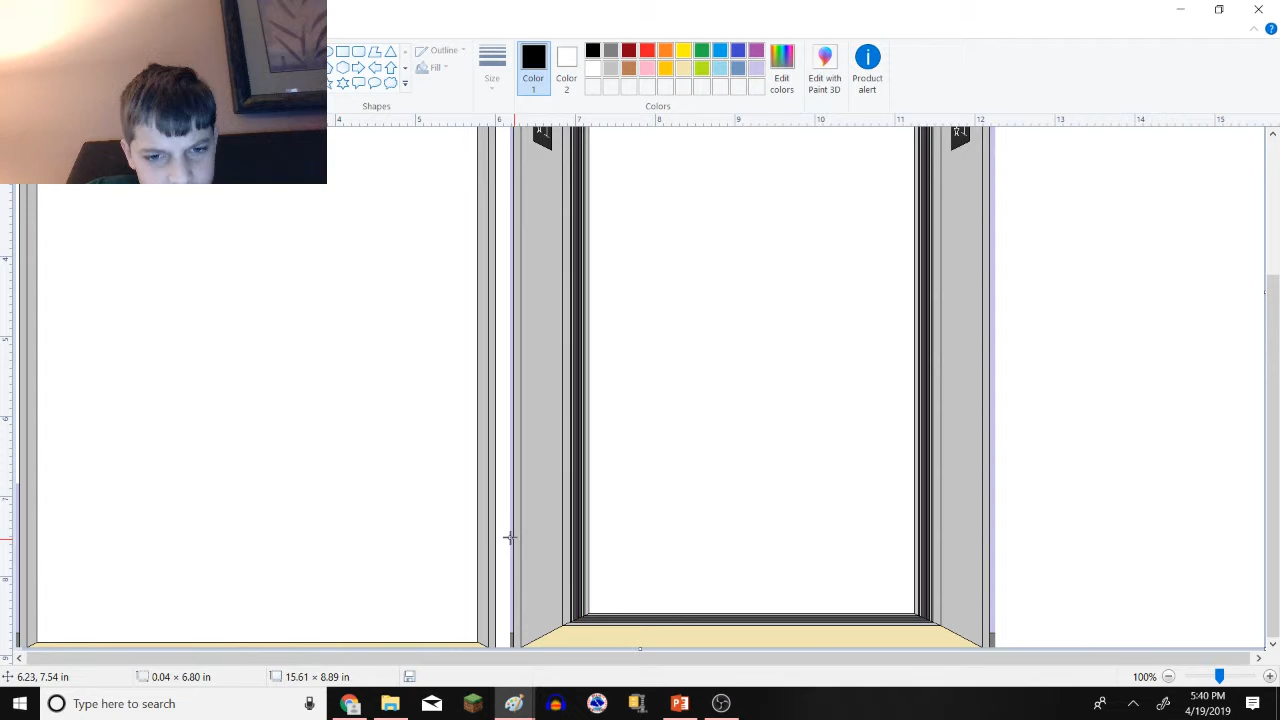 Outline
Fill
Size
Color 1
Color 2
Edit colors
Edit with Paint 3D
Product alert
Shapes
Colors
4 5 6 7 8 9 10 11 12 13 14 15
6.23, 7.54 in
0.04 × 6.80 in
15.61 × 8.89 in
100%
Type here to search
5:40 PM
4/19/2019